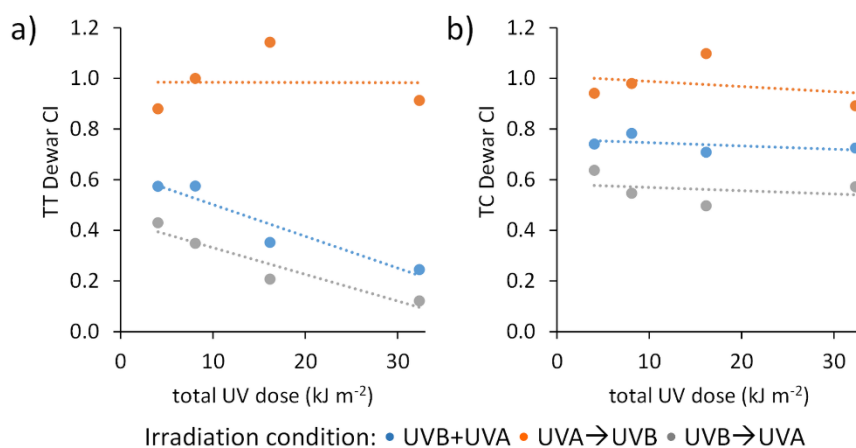 a)
TT Dewar CI
1.2
1.0
0.8
0.6
0.4
0.2
0.0
0 10 20 30
total UV dose (kJ m⁻²)
b)
TC Dewar CI
1.2
1.0
0.8
0.6
0.4
0.2
0.0
0 10 20 30
total UV dose (kJ m⁻²)
Irradiation condition: UVB+UVA UVA→UVB UVB→UVA